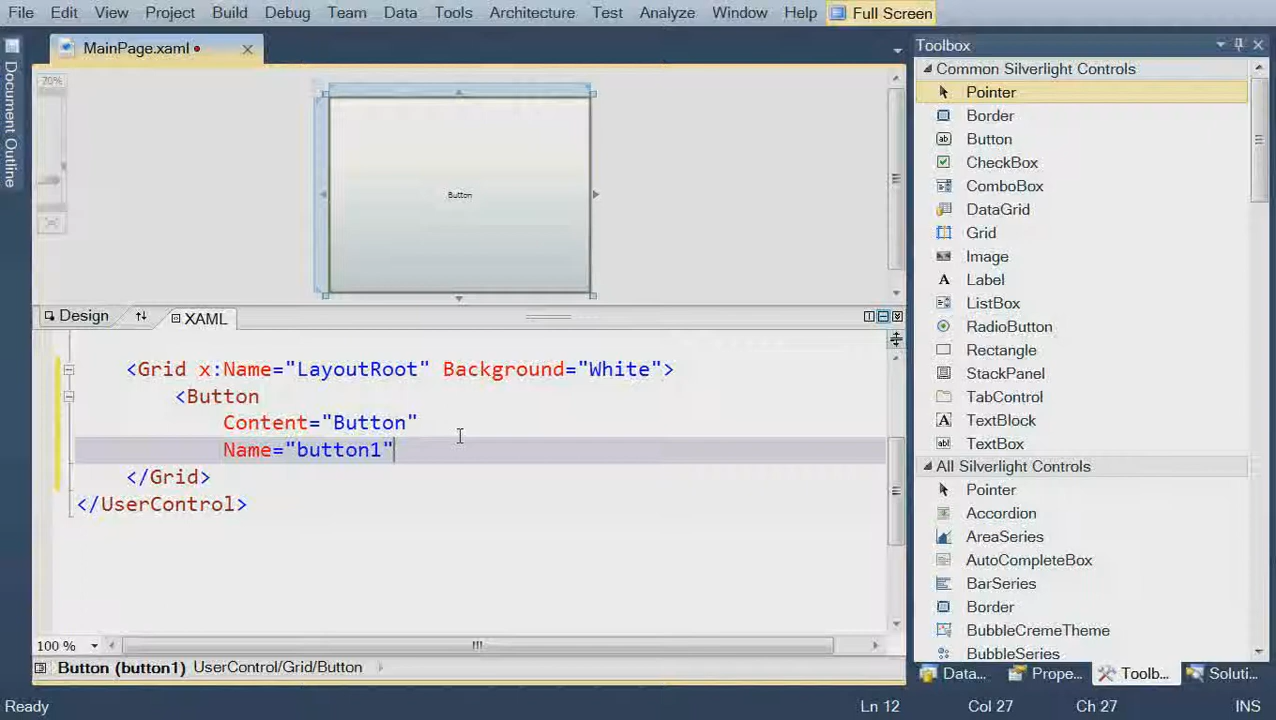 File Edit View Project Build Debug Team Data Tools Architecture Test Analyze Window Help Full Screen
Document Outline
MainPage.xaml
20%
Button
Design XAML
<Grid x:Name="LayoutRoot" Background="White">
<Button
Content="Button"
Name="button1"
</Grid>
</UserControl>
100 %
Button (button1) UserControl/Grid/Button
Toolbox
Common Silverlight Controls
Pointer
Border
Button
CheckBox
ComboBox
DataGrid
Grid
Image
Label
ListBox
RadioButton
Rectangle
StackPanel
TabControl
TextBlock
TextBox
All Silverlight Controls
Pointer
Accordion
AreaSeries
AutoCompleteBox
BarSeries
Border
BubbleCremeTheme
BubbleSeries
Data... Prope... Toolb... Soluti...
Ready Ln 12 Col 27 Ch 27 INS